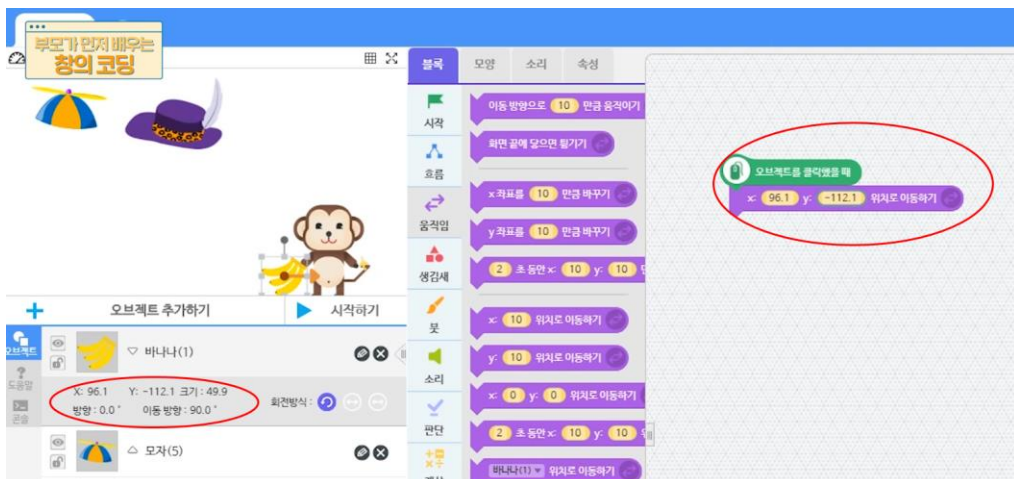 부모가 먼저 배우는
창의 코딩
블록
모양
소리
속성
시작
흐름
움직임
생김새
붓
소리
판단
이동 방향으로 10 만큼 움직이기
화면 끝에 닿으면 튕기기
x 좌표를 10 만큼 바꾸기
y 좌표를 10 만큼 바꾸기
2 초 동안 x: 10 y: 10
x: 10 위치로 이동하기
y: 10 위치로 이동하기
x: 0 y: 0 위치로 이동하기
2 초 동안 x: 10 y: 10
바나나(1) 위치로 이동하기
오브젝트를 클릭했을 때
x: 96.1 y: -112.1 위치로 이동하기
+ 오브젝트 추가하기
시작하기
오브젝트
도움말
콘솔
바나나(1)
X: 96.1 Y: -112.1 크기 : 49.9
방향 : 0.0 ˚ 이동 방향 : 90.0 ˚
회전방식 :
모자(5)